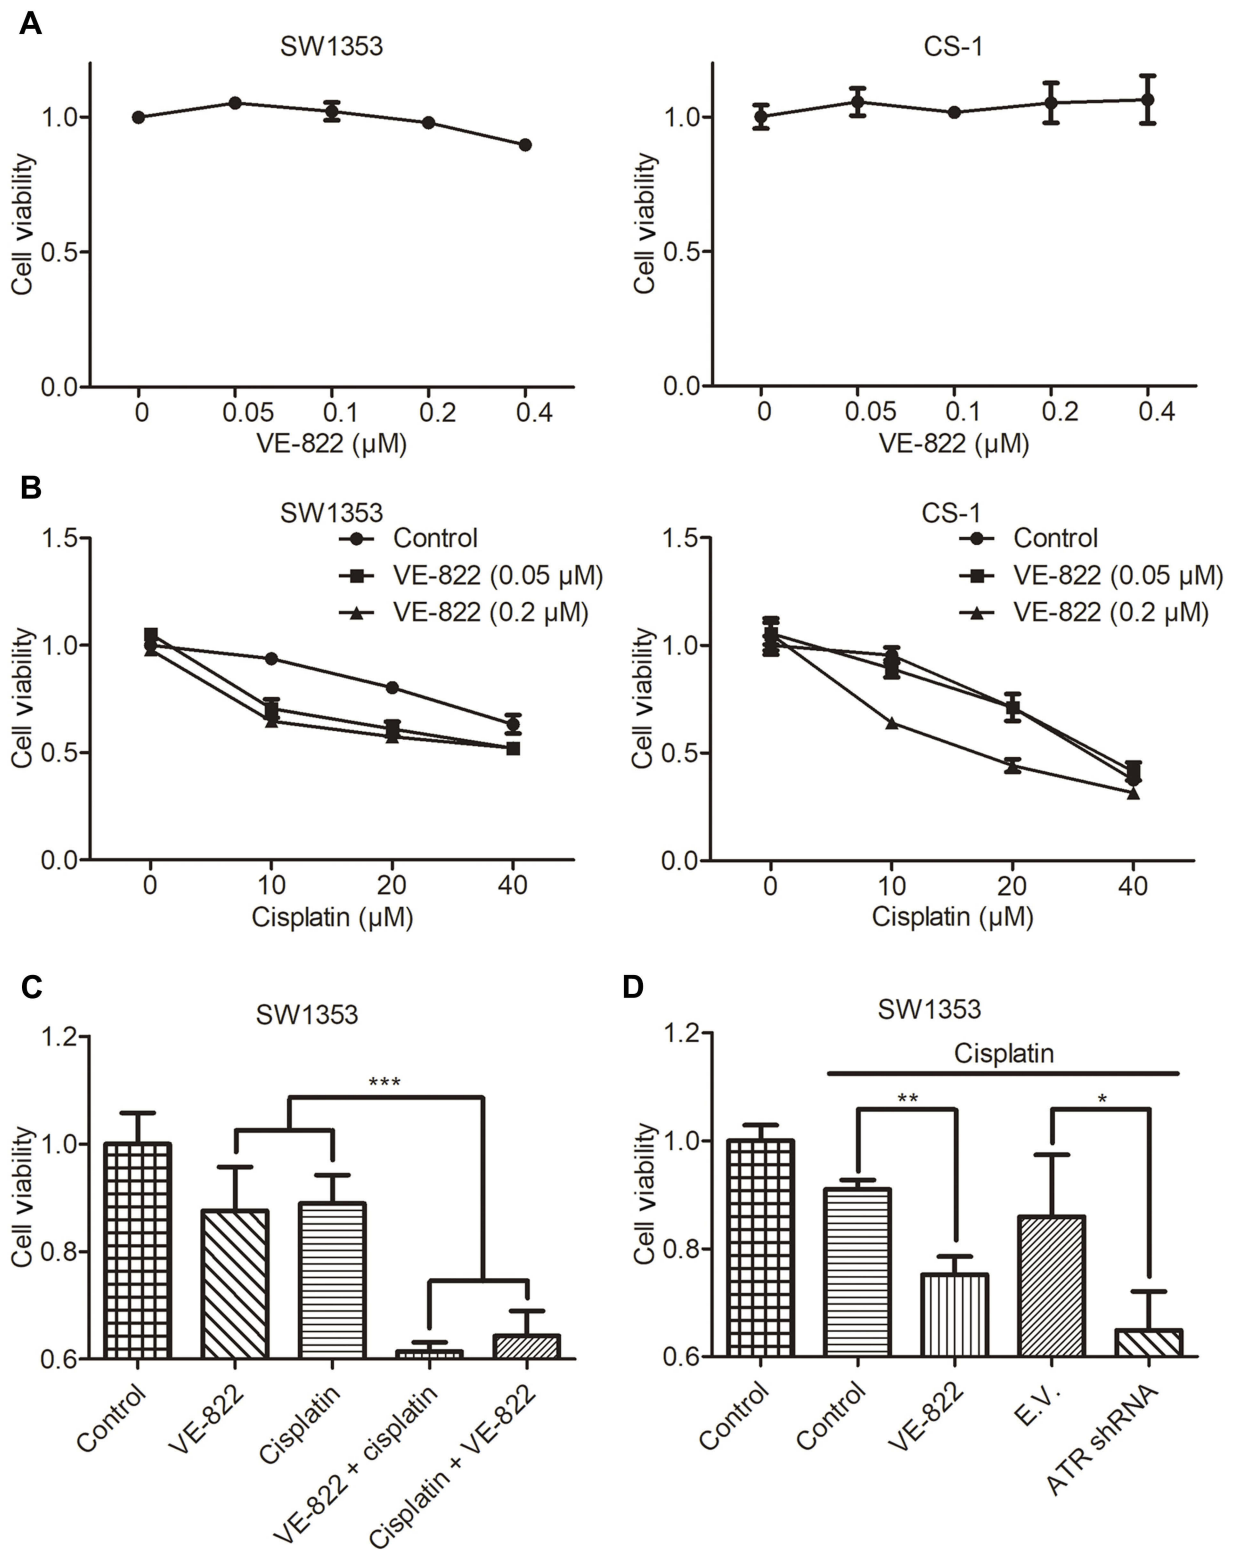 A
SW1353
Cell viability
1.0
0.5
0.0
0 0.05 0.1 0.2 0.4
VE-822 (µM)
CS-1
Cell viability
1.0
0.5
0.0
0 0.05 0.1 0.2 0.4
VE-822 (µM)
B
SW1353
Control
VE-822 (0.05 µM)
VE-822 (0.2 µM)
Cell viability
1.5
1.0
0.5
0.0
0 10 20 40
Cisplatin (µM)
CS-1
Control
VE-822 (0.05 µM)
VE-822 (0.2 µM)
Cell viability
1.5
1.0
0.5
0.0
0 10 20 40
Cisplatin (µM)
C
SW1353
Cell viability
1.2
1.0
0.8
0.6
***
Control
VE-822
Cisplatin
VE-822 + cisplatin
Cisplatin + VE-822
D
SW1353
Cisplatin
Cell viability
1.2
1.0
0.8
0.6
**
*
Control
Control
VE-822
E.V.
ATR shRNA